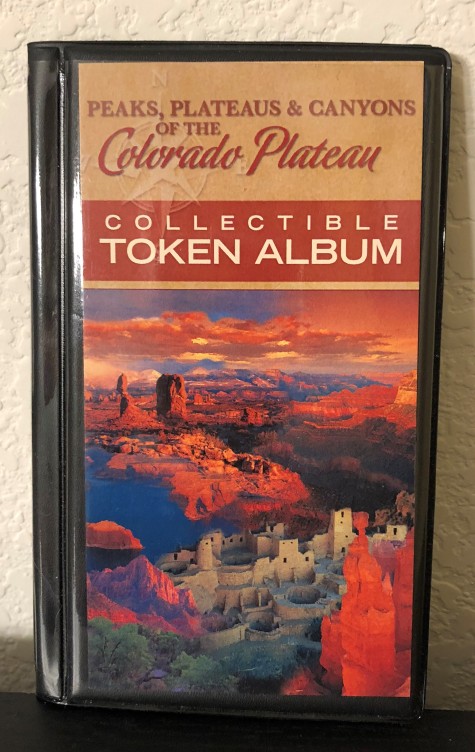 PEAKS, PLATEAUS & CANYONS
OF THE
Colorado Plateau
COLLECTIBLE
TOKEN ALBUM